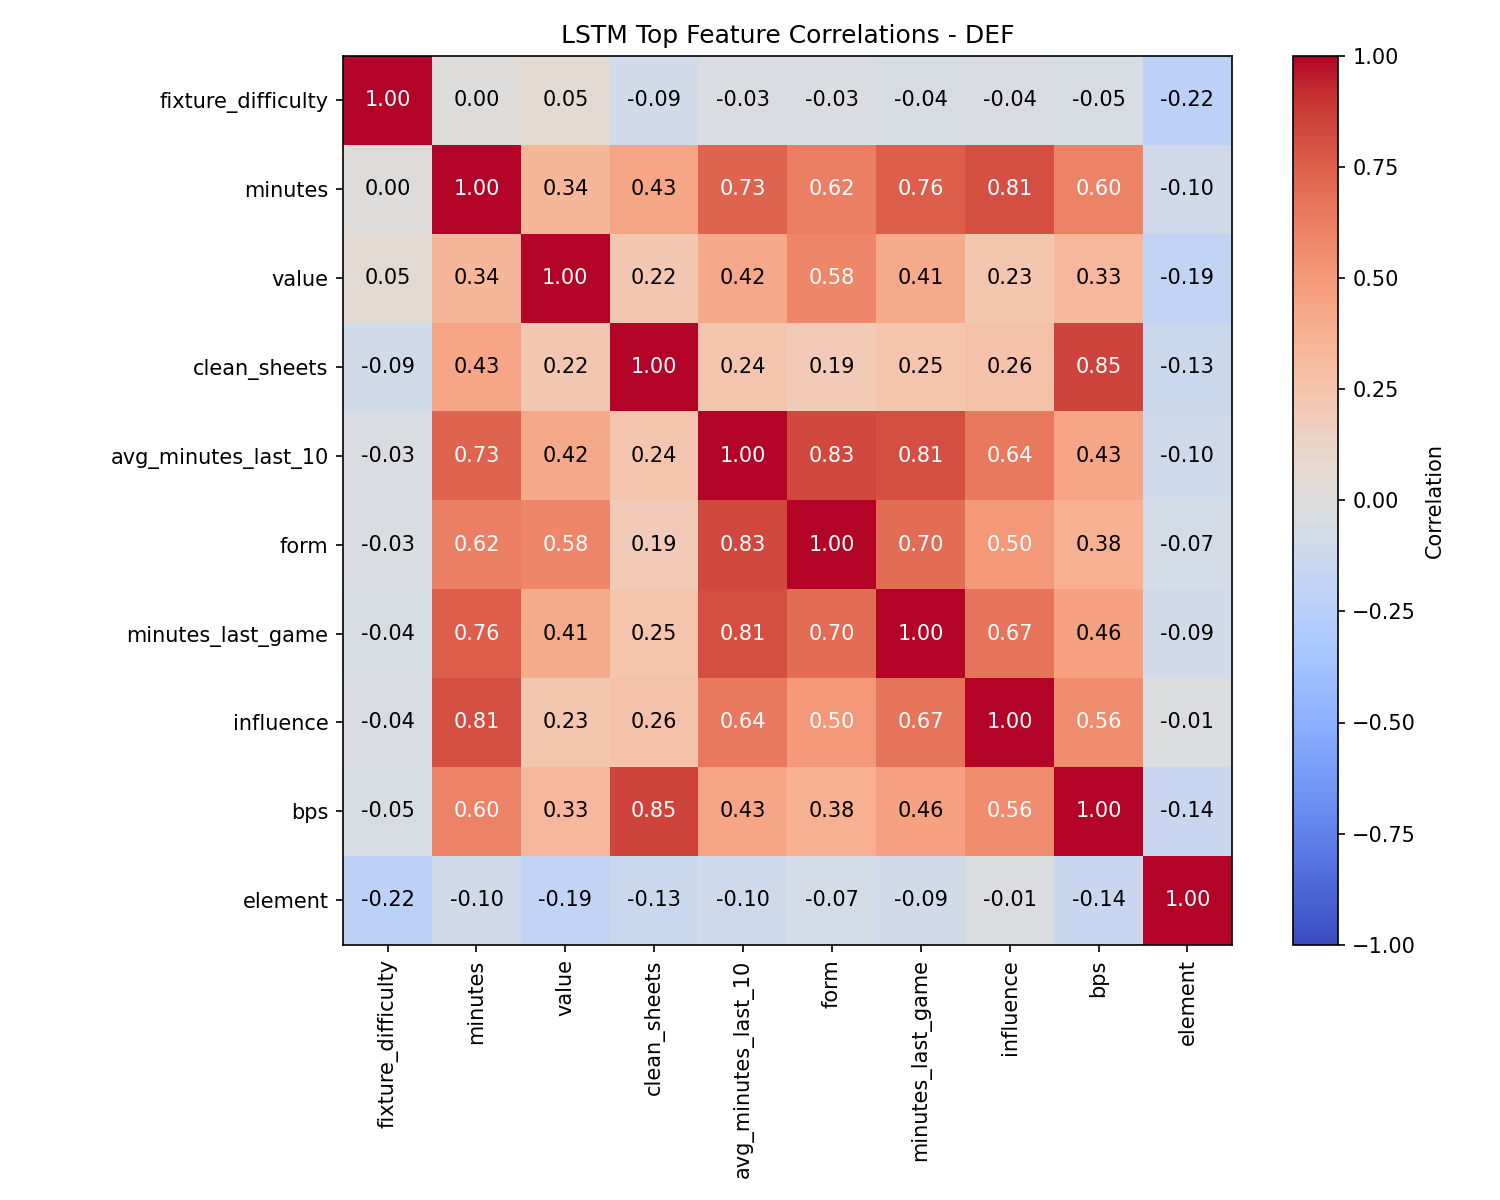 LSTM Top Feature Correlations - DEF
fixture_difficulty 1.00 0.00 0.05 -0.09 -0.03 -0.03 -0.04 -0.04 -0.05 -0.22
minutes 0.00 1.00 0.34 0.43 0.73 0.62 0.76 0.81 0.60 -0.10
value 0.05 0.34 1.00 0.22 0.42 0.58 0.41 0.23 0.33 -0.19
clean_sheets -0.09 0.43 0.22 1.00 0.24 0.19 0.25 0.26 0.85 -0.13
avg_minutes_last_10 -0.03 0.73 0.42 0.24 1.00 0.83 0.81 0.64 0.43 -0.10
form -0.03 0.62 0.58 0.19 0.83 1.00 0.70 0.50 0.38 -0.07
minutes_last_game -0.04 0.76 0.41 0.25 0.81 0.70 1.00 0.67 0.46 -0.09
influence -0.04 0.81 0.23 0.26 0.64 0.50 0.67 1.00 0.56 -0.01
bps -0.05 0.60 0.33 0.85 0.43 0.38 0.46 0.56 1.00 -0.14
element -0.22 -0.10 -0.19 -0.13 -0.10 -0.07 -0.09 -0.01 -0.14 1.00
fixture_difficulty
minutes
value
clean_sheets
avg_minutes_last_10
form
minutes_last_game
influence
bps
element
1.00
0.75
0.50
0.25
0.00
−0.25
−0.50
−0.75
−1.00
Correlation